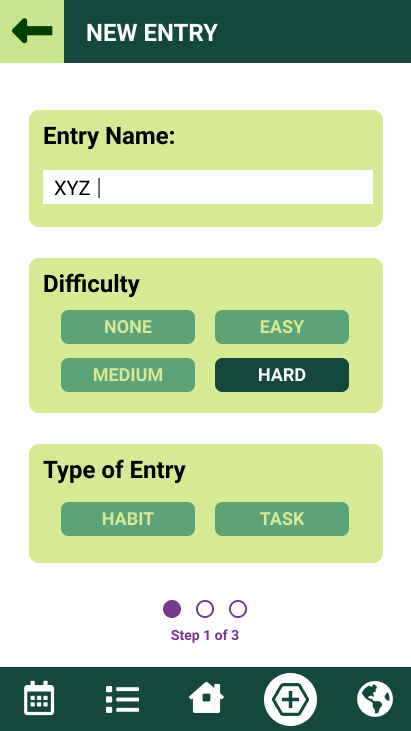 NEW ENTRY
Entry Name:
XYZ
Difficulty
NONE
EASY
MEDIUM
HARD
Type of Entry
HABIT
TASK
Step 1 of 3